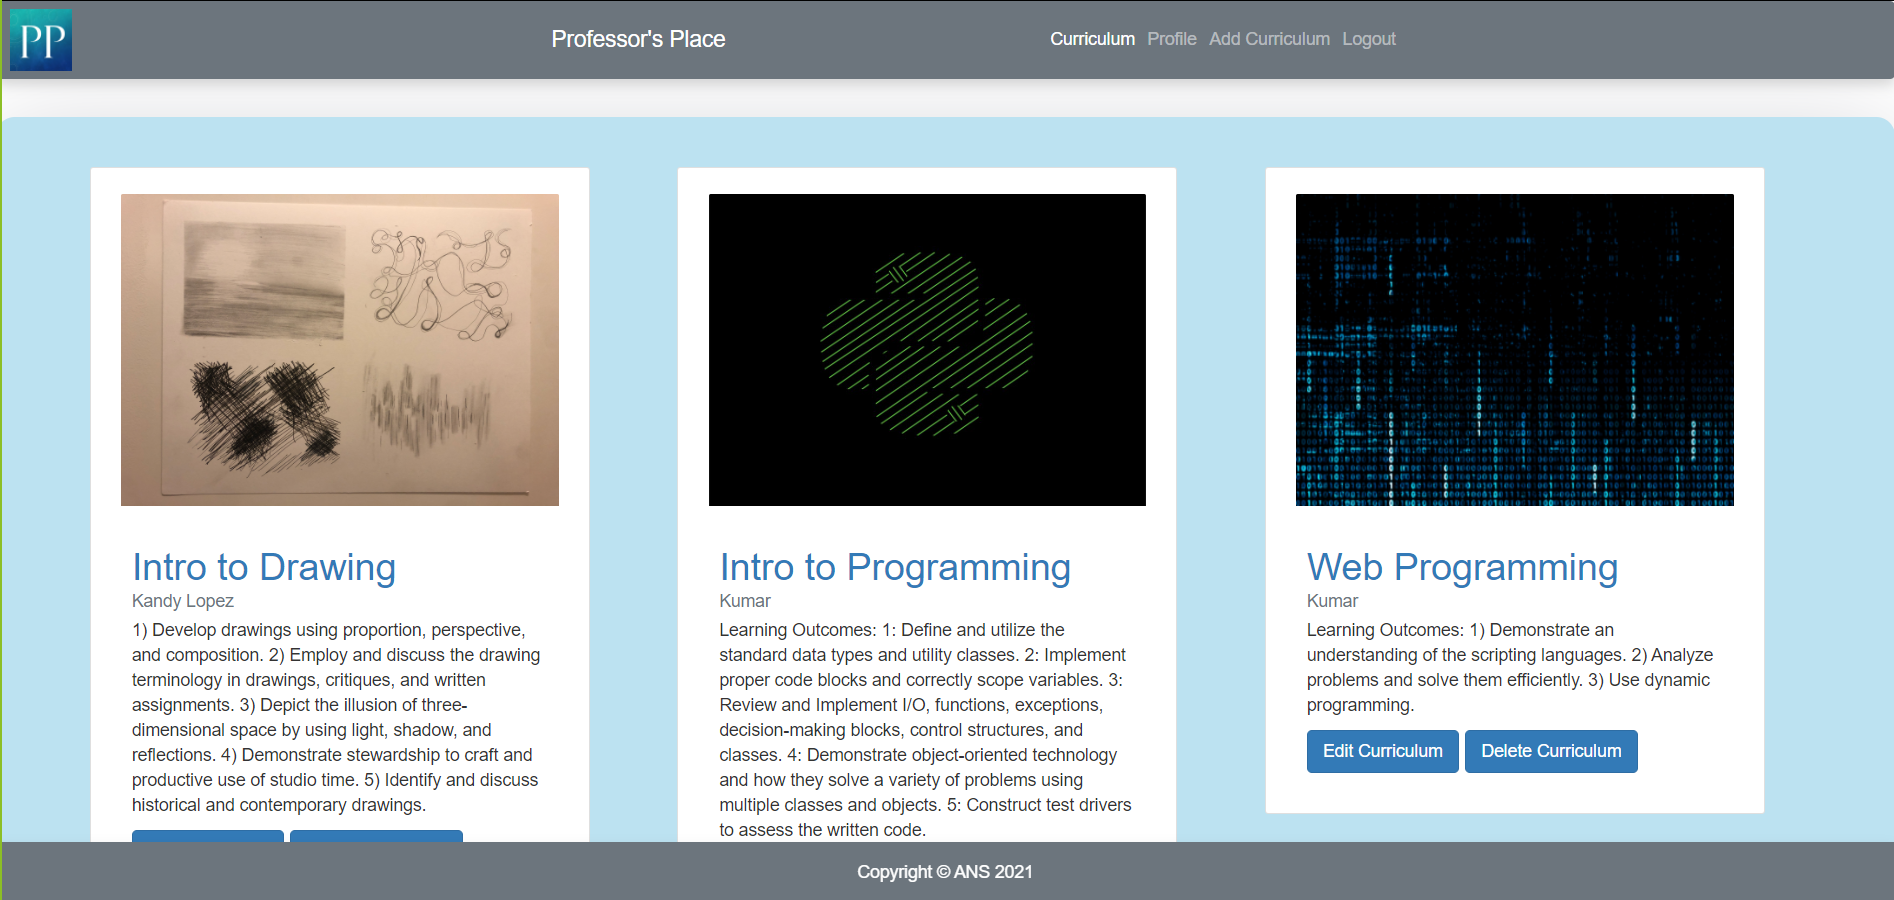 PP
Professor's Place
Curriculum Profile Add Curriculum Logout
Intro to Drawing
Kandy Lopez
1) Develop drawings using proportion, perspective,
and composition. 2) Employ and discuss the drawing
terminology in drawings, critiques, and written
assignments. 3) Depict the illusion of three-
dimensional space by using light, shadow, and
reflections. 4) Demonstrate stewardship to craft and
productive use of studio time. 5) Identify and discuss
historical and contemporary drawings.
Intro to Programming
Kumar
Learning Outcomes: 1: Define and utilize the
standard data types and utility classes. 2: Implement
proper code blocks and correctly scope variables. 3:
Review and Implement I/O, functions, exceptions,
decision-making blocks, control structures, and
classes. 4: Demonstrate object-oriented technology
and how they solve a variety of problems using
multiple classes and objects. 5: Construct test drivers
to assess the written code.
Web Programming
Kumar
Learning Outcomes: 1) Demonstrate an
understanding of the scripting languages. 2) Analyze
problems and solve them efficiently. 3) Use dynamic
programming.
Edit Curriculum Delete Curriculum
Copyright © ANS 2021